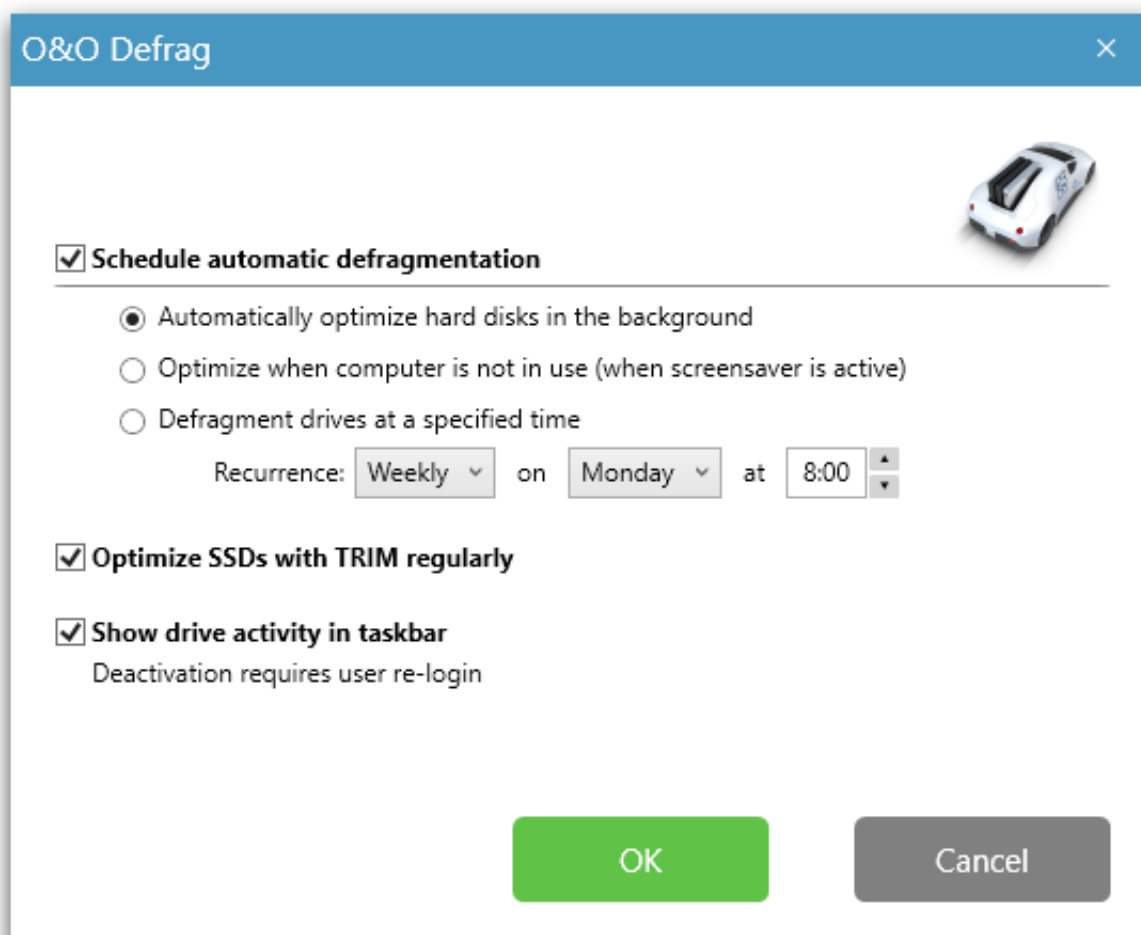 O&O Defrag
Schedule automatic defragmentation
Automatically optimize hard disks in the background
Optimize when computer is not in use (when screensaver is active)
Defragment drives at a specified time
Recurrence: Weekly on Monday at 8:00
Optimize SSDs with TRIM regularly
Show drive activity in taskbar
Deactivation requires user re-login
OK Cancel